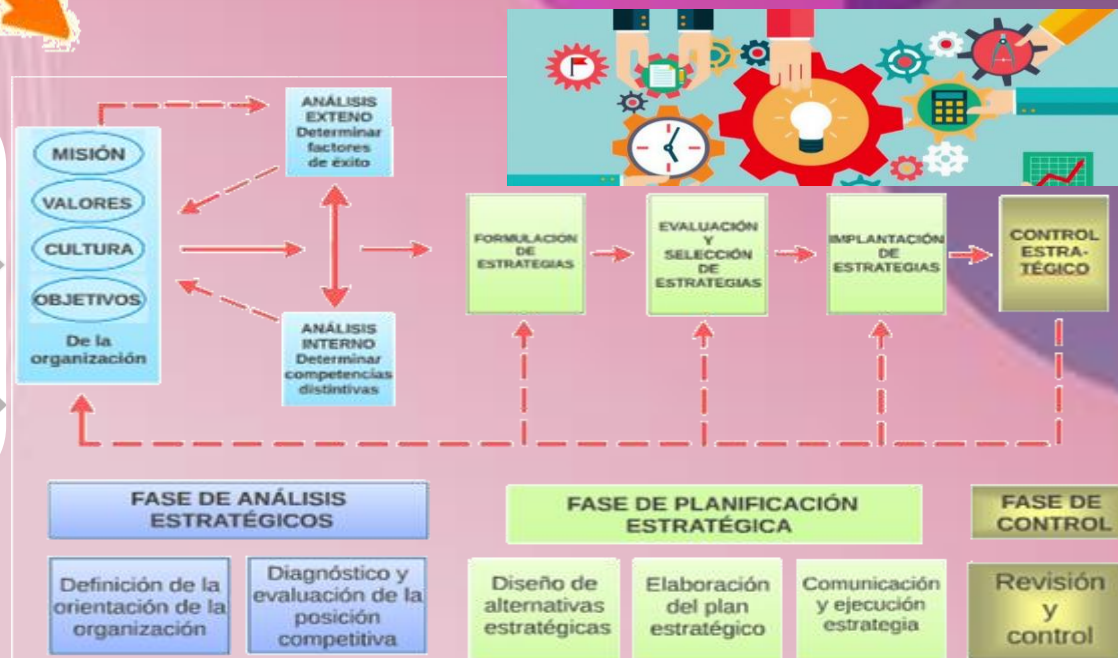 MISIÓN
VALORES
CULTURA
OBJETIVOS
De la
organización
ANÁLISIS
EXTENO
Determinar
factores
de éxito
ANÁLISIS
INTERNO
Determinar
competencias
distintivas
FORMULACIÓN
DE
ESTRATEGIAS
EVALUACIÓN
Y
SELECCIÓN
DE
ESTRATEGIAS
IMPLANTACIÓN
DE
ESTRATEGIAS
CONTROL
ESTRA-
TÉGICO
FASE DE ANÁLISIS
ESTRATÉGICOS
FASE DE PLANIFICACIÓN
ESTRATÉGICA
FASE DE
CONTROL
Definición de la
orientación de la
organización
Diagnóstico y
evaluación de la
posición
competitiva
Diseño de
alternativas
estratégicas
Elaboración
del plan
estratégico
Comunicación
y ejecución
estrategia
Revisión
y
control